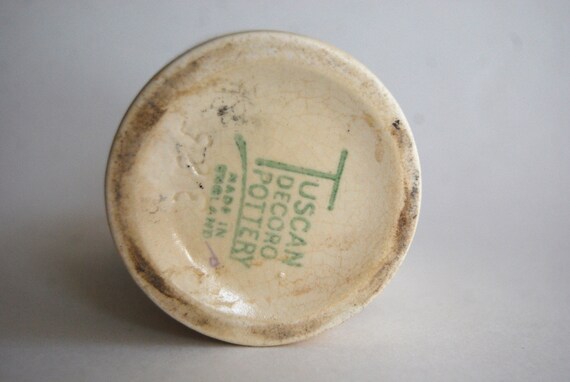 TUSCAN
DECORO
POTTERY
MADE IN
ENGLAND